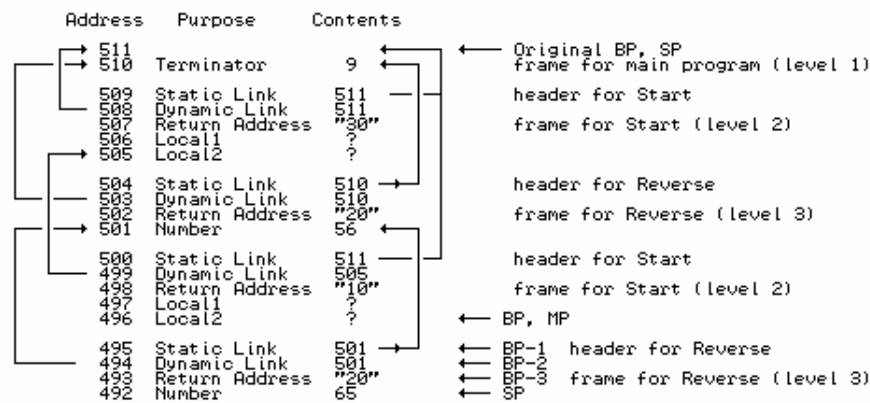 Address Purpose Contents
511 Original BP, SP
510 Terminator 9 frame for main program (level 1)
509 Static Link 511 header for Start
508 Dynamic Link 511
507 Return Address "30" frame for Start (level 2)
506 Local1 ?
505 Local2 ?
504 Static Link 510 header for Reverse
503 Dynamic Link 510
502 Return Address "20" frame for Reverse (level 3)
501 Number 56
500 Static Link 511 header for Start
499 Dynamic Link 505
498 Return Address "10" frame for Start (level 2)
497 Local1 ?
496 Local2 ? BP, MP
495 Static Link 501 BP-1 header for Reverse
494 Dynamic Link 501 BP-2
493 Return Address "20" BP-3 frame for Reverse (level 3)
492 Number 65 SP